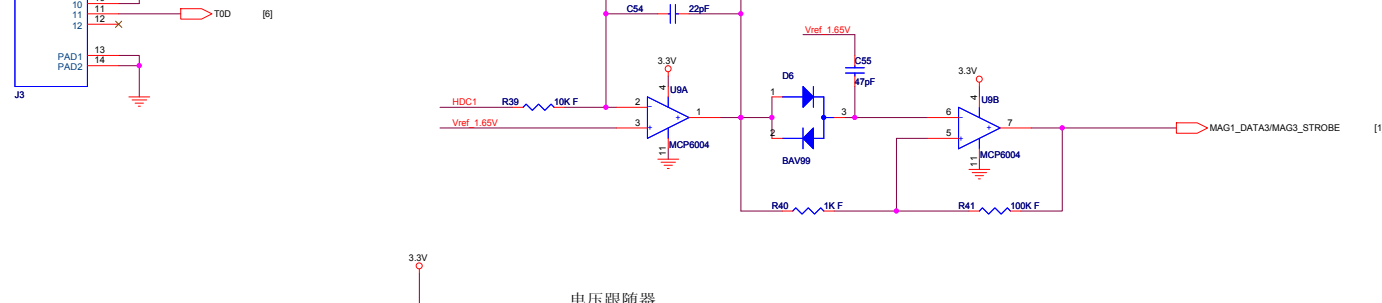 10
11
T0D
[6]
12
13
PAD1
14
PAD2
J3
C54
22pF
Vref_1.65V
C55
47pF
3.3V
4
U9A
HDC1
R39
10K F
2
1
Vref_1.65V
3
11
MCP6004
D6
1
2
3
BAV99
3.3V
4
U9B
6
7
5
MCP6004
11
MAG1_DATA3/MAG3_STROBE
[1
R40
1K F
R41
100K F
3.3V
电压跟随器